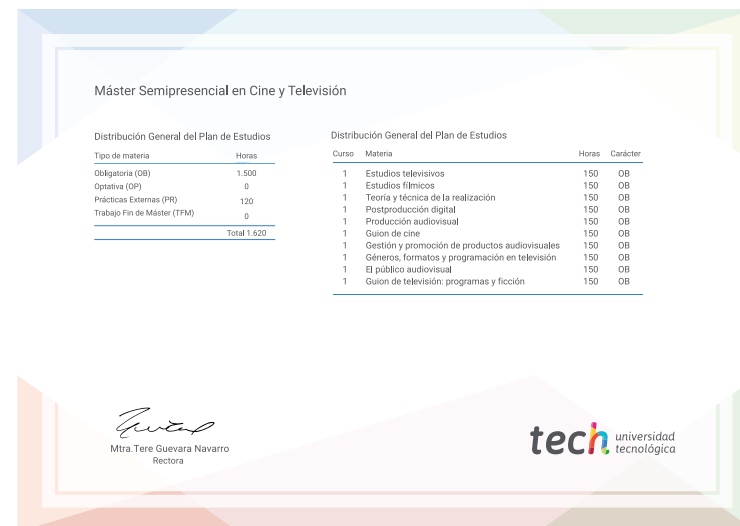 Máster Semipresencial en Cine y Televisión
Distribución General del Plan de Estudios
Tipo de materia Horas
Obligatoria (OB) 1.500
Optativa (OP) 0
Prácticas Externas (PR) 120
Trabajo Fin de Máster (TFM) 0
Total 1.620
Distribución General del Plan de Estudios
Curso Materia Horas Carácter
1 Estudios televisivos 150 OB
1 Estudios fílmicos 150 OB
1 Teoría y técnica de la realización 150 OB
1 Postproducción digital 150 OB
1 Producción audiovisual 150 OB
1 Guion de cine 150 OB
1 Gestión y promoción de productos audiovisuales 150 OB
1 Géneros, formatos y programación en televisión 150 OB
1 El público audiovisual 150 OB
1 Guion de televisión: programas y ficción 150 OB
Mtra.Tere Guevara Navarro
Rectora
tech universidad
tecnológica